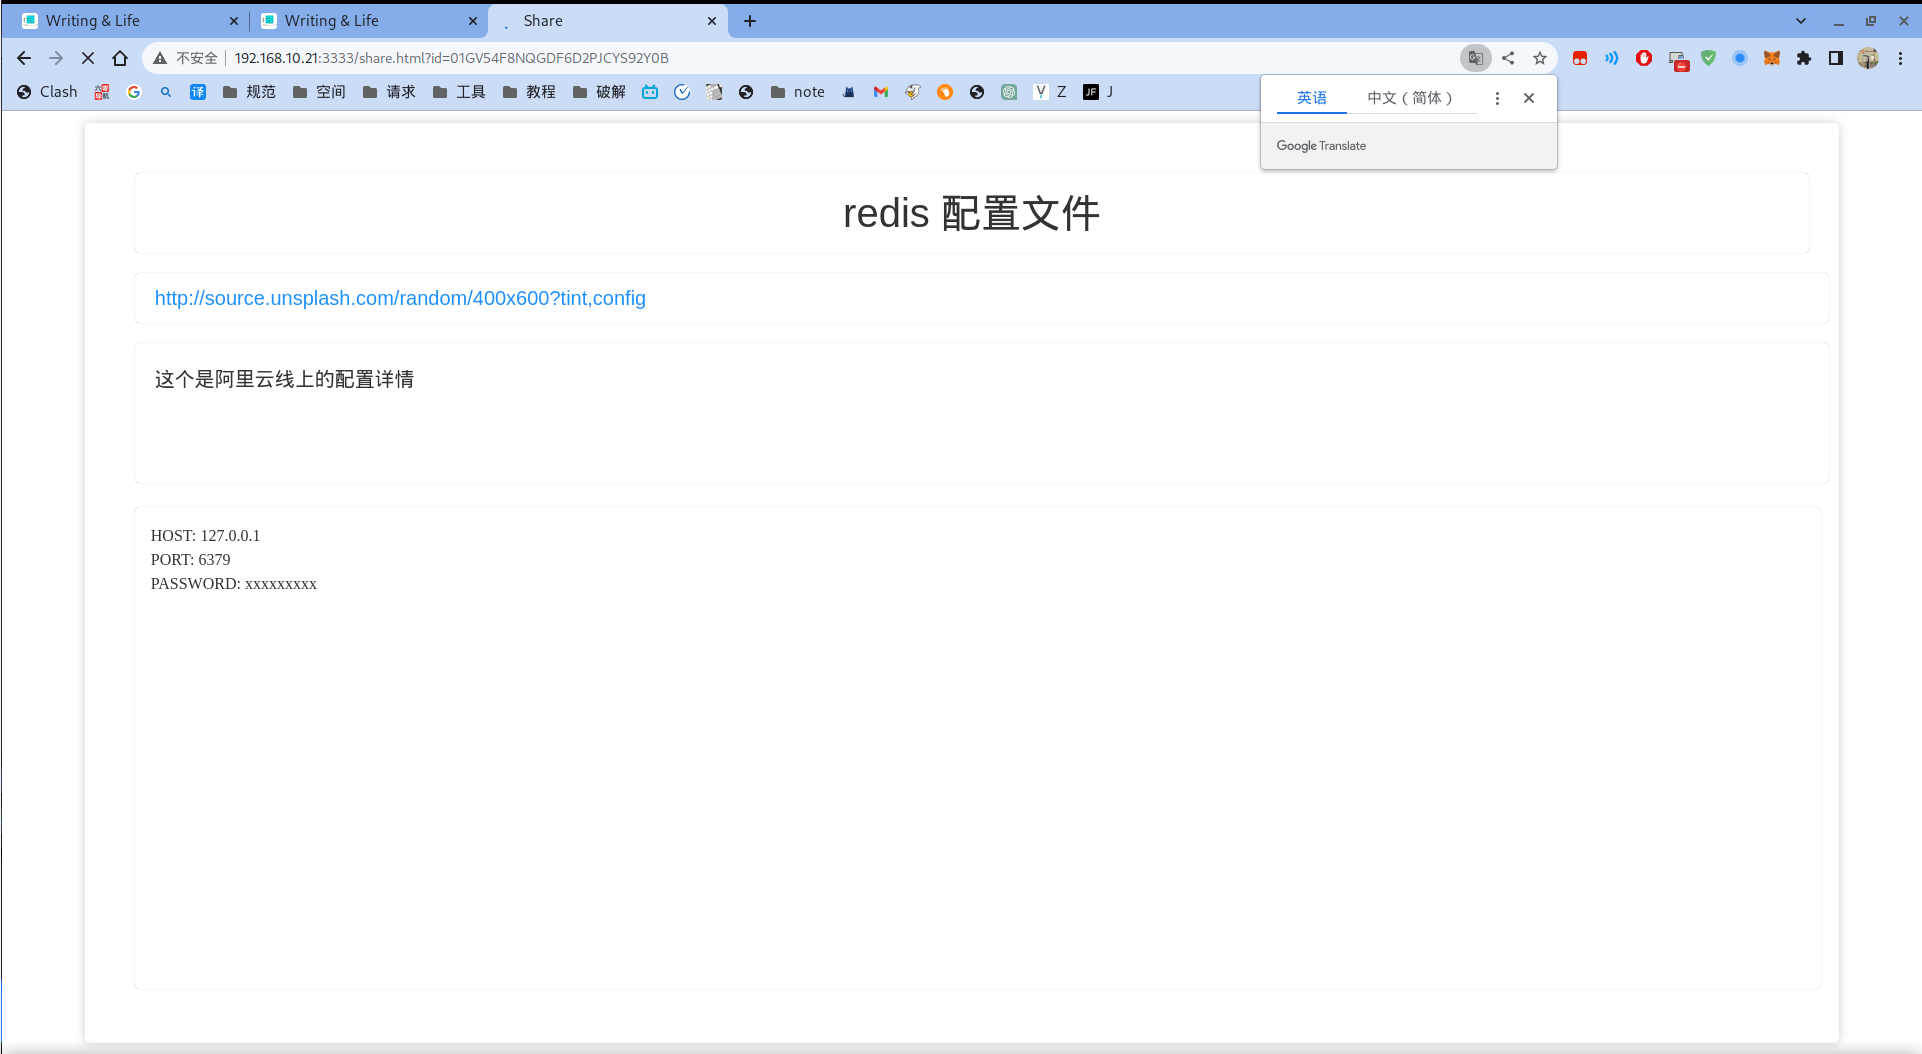 Writing & Life
Writing & Life
Share
不安全 192.168.10.21:3333/share.html?id=01GV54F8NQGDF6D2PJCYS92Y0B
Clash 译 规范 空间 请求 工具 教程 破解 note Z JF J
英语 中文（简体）
Google Translate
redis 配置文件
http://source.unsplash.com/random/400x600?tint,config
这个是阿里云线上的配置详情
HOST: 127.0.0.1
PORT: 6379
PASSWORD: xxxxxxxxx